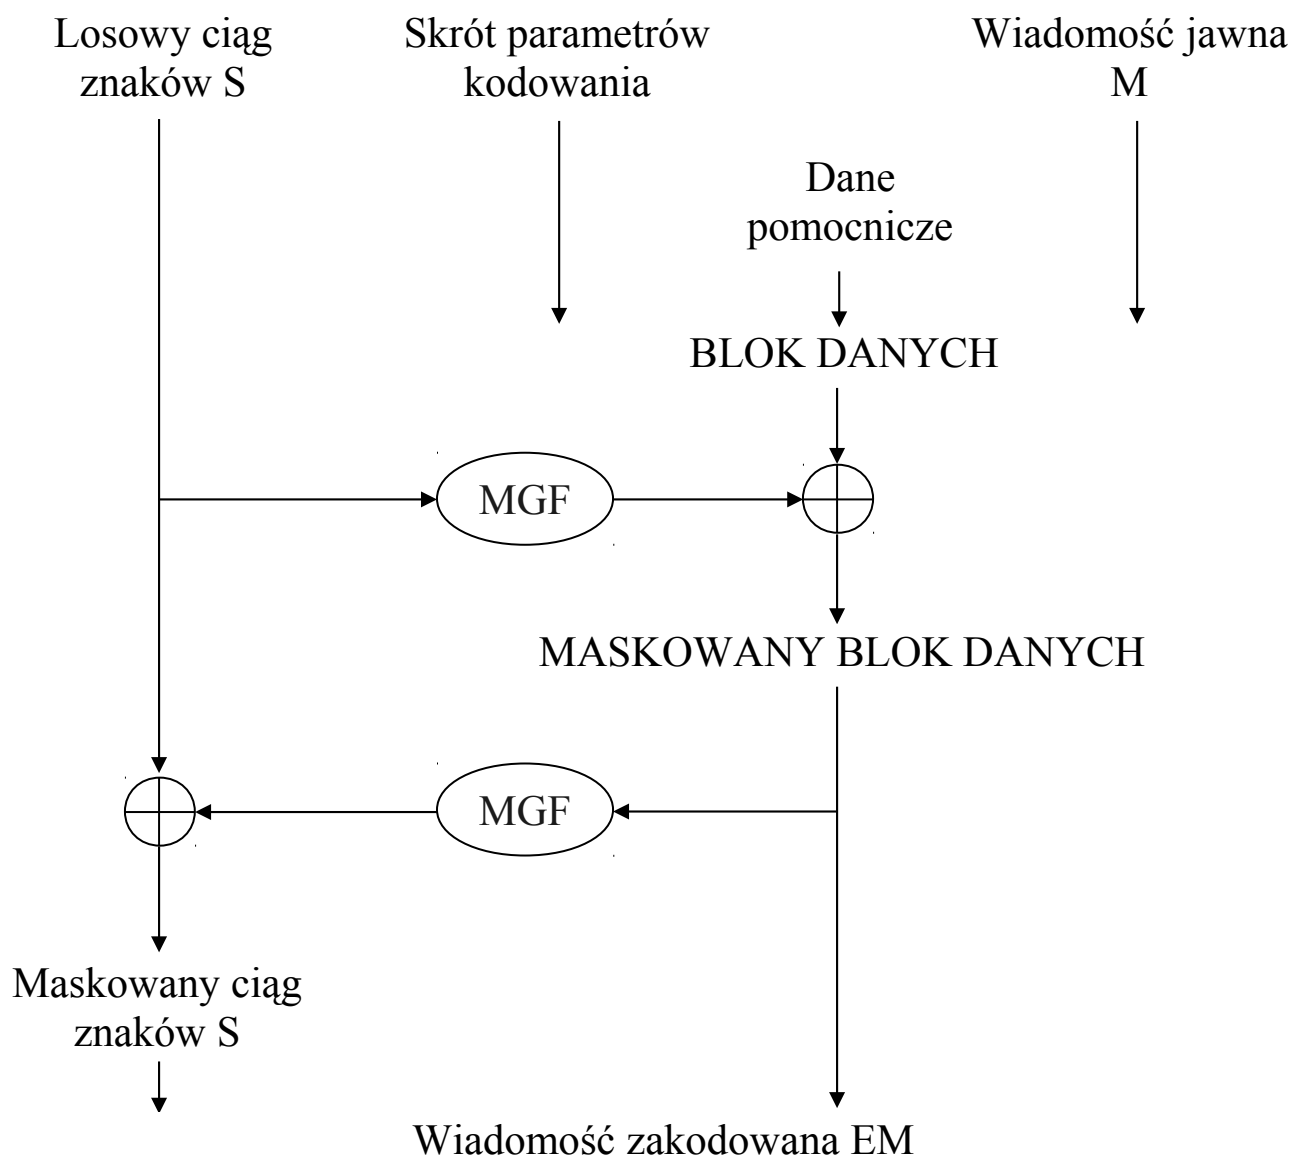 Losowy ciąg
znaków S
Skrót parametrów
kodowania
Wiadomość jawna
M
Dane
pomocnicze
BLOK DANYCH
MGF
MASKOWANY BLOK DANYCH
MGF
Maskowany ciąg
znaków S
Wiadomość zakodowana EM